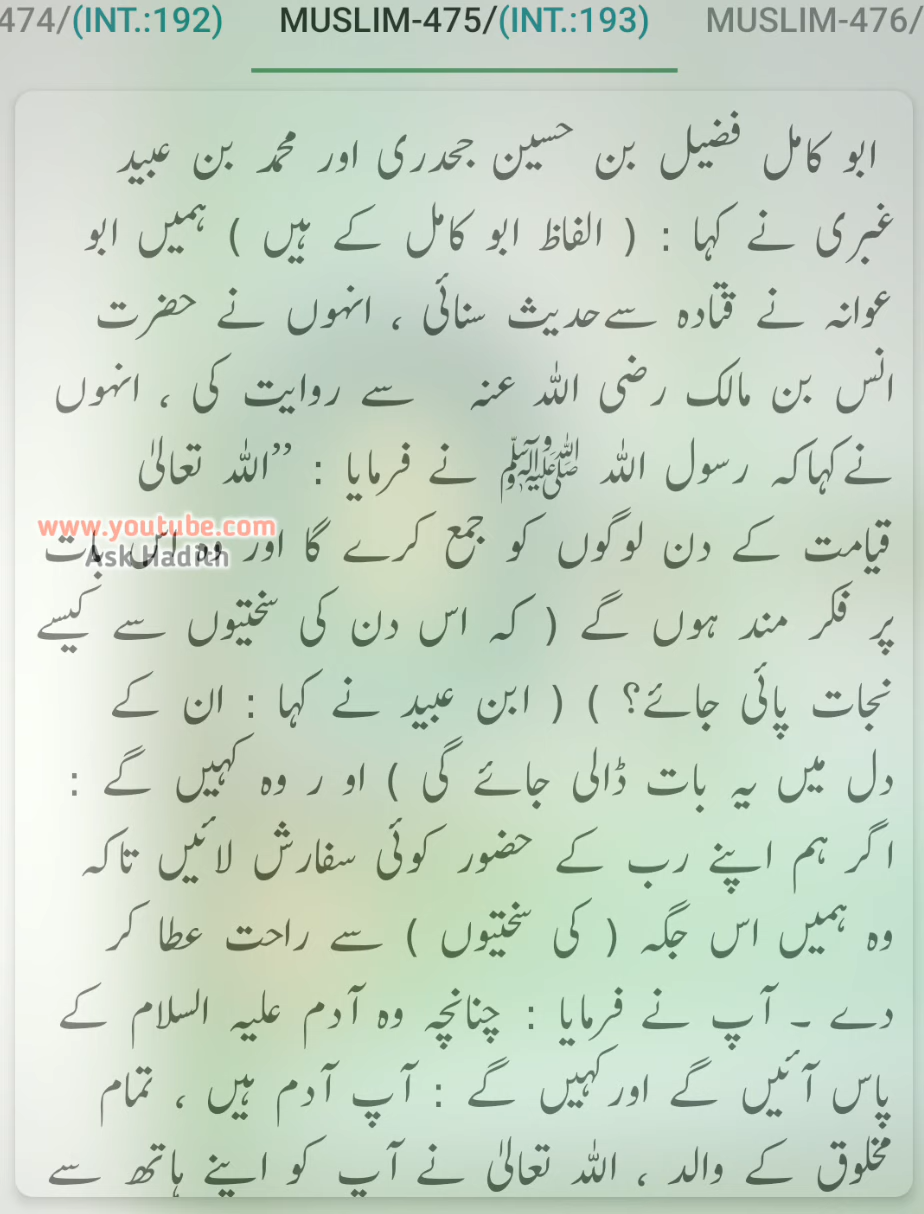 474/(INT.:192) MUSLIM-475/(INT.:193) MUSLIM-476/
ابو کامل فضیل بن حسین جحدری اور محمد بن عبید
غبری نے کہا : ( الفاظ ابو کامل کے ہیں ) ہمیں ابو
عوانہ نے قتادہ سےحدیث سنائی ، انہوں نے حضرت
انس بن مالک رضی اللہ عنہ سے روایت کی ، انہوں
نےکہاکہ رسول اللہ ﷺ نے فرمایا : ’’اللہ تعالیٰ
قیامت کے دن لوگوں کو جمع کرے گا اور وہ اس بات
www.youtube.com
Ask Hadith
پر فکر مند ہوں گے ( کہ اس دن کی سختیوں سے کیسے
نجات پائی جائے؟ ) ( ابن عبید نے کہا : ان کے
دل میں یہ بات ڈالی جائے گی ) او ر وہ کہیں گے :
اگر ہم اپنے رب کے حضور کوئی سفارش لائیں تاکہ
وہ ہمیں اس جگہ ( کی سختیوں ) سے راحت عطا کر
دے ۔ آپ نے فرمایا : چنانچہ وہ آدم علیہ السلام کے
پاس آئیں گے اورکہیں گے : آپ آدم ہیں ، تمام
مخلوق کے والد ، اللہ تعالیٰ نے آپ کو اپنے ہاتھ سے